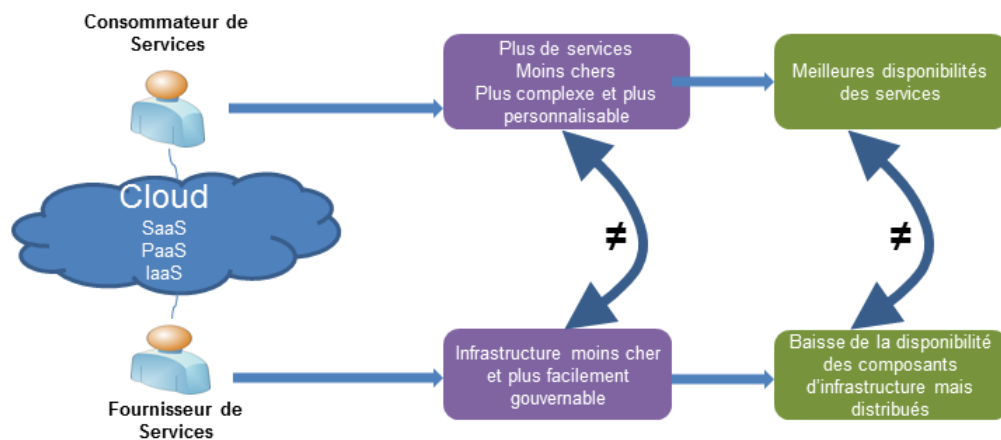 Consommateur de
Services
Plus de services
Moins chers
Plus complexe et plus
personnalisable
Meilleures disponibilités
des services
Cloud
SaaS
PaaS
IaaS
≠
≠
Infrastructure moins cher
et plus facilement
gouvernable
Baisse de la disponibilité
des composants
d'infrastructure mais
distribués
Fournisseur de
Services